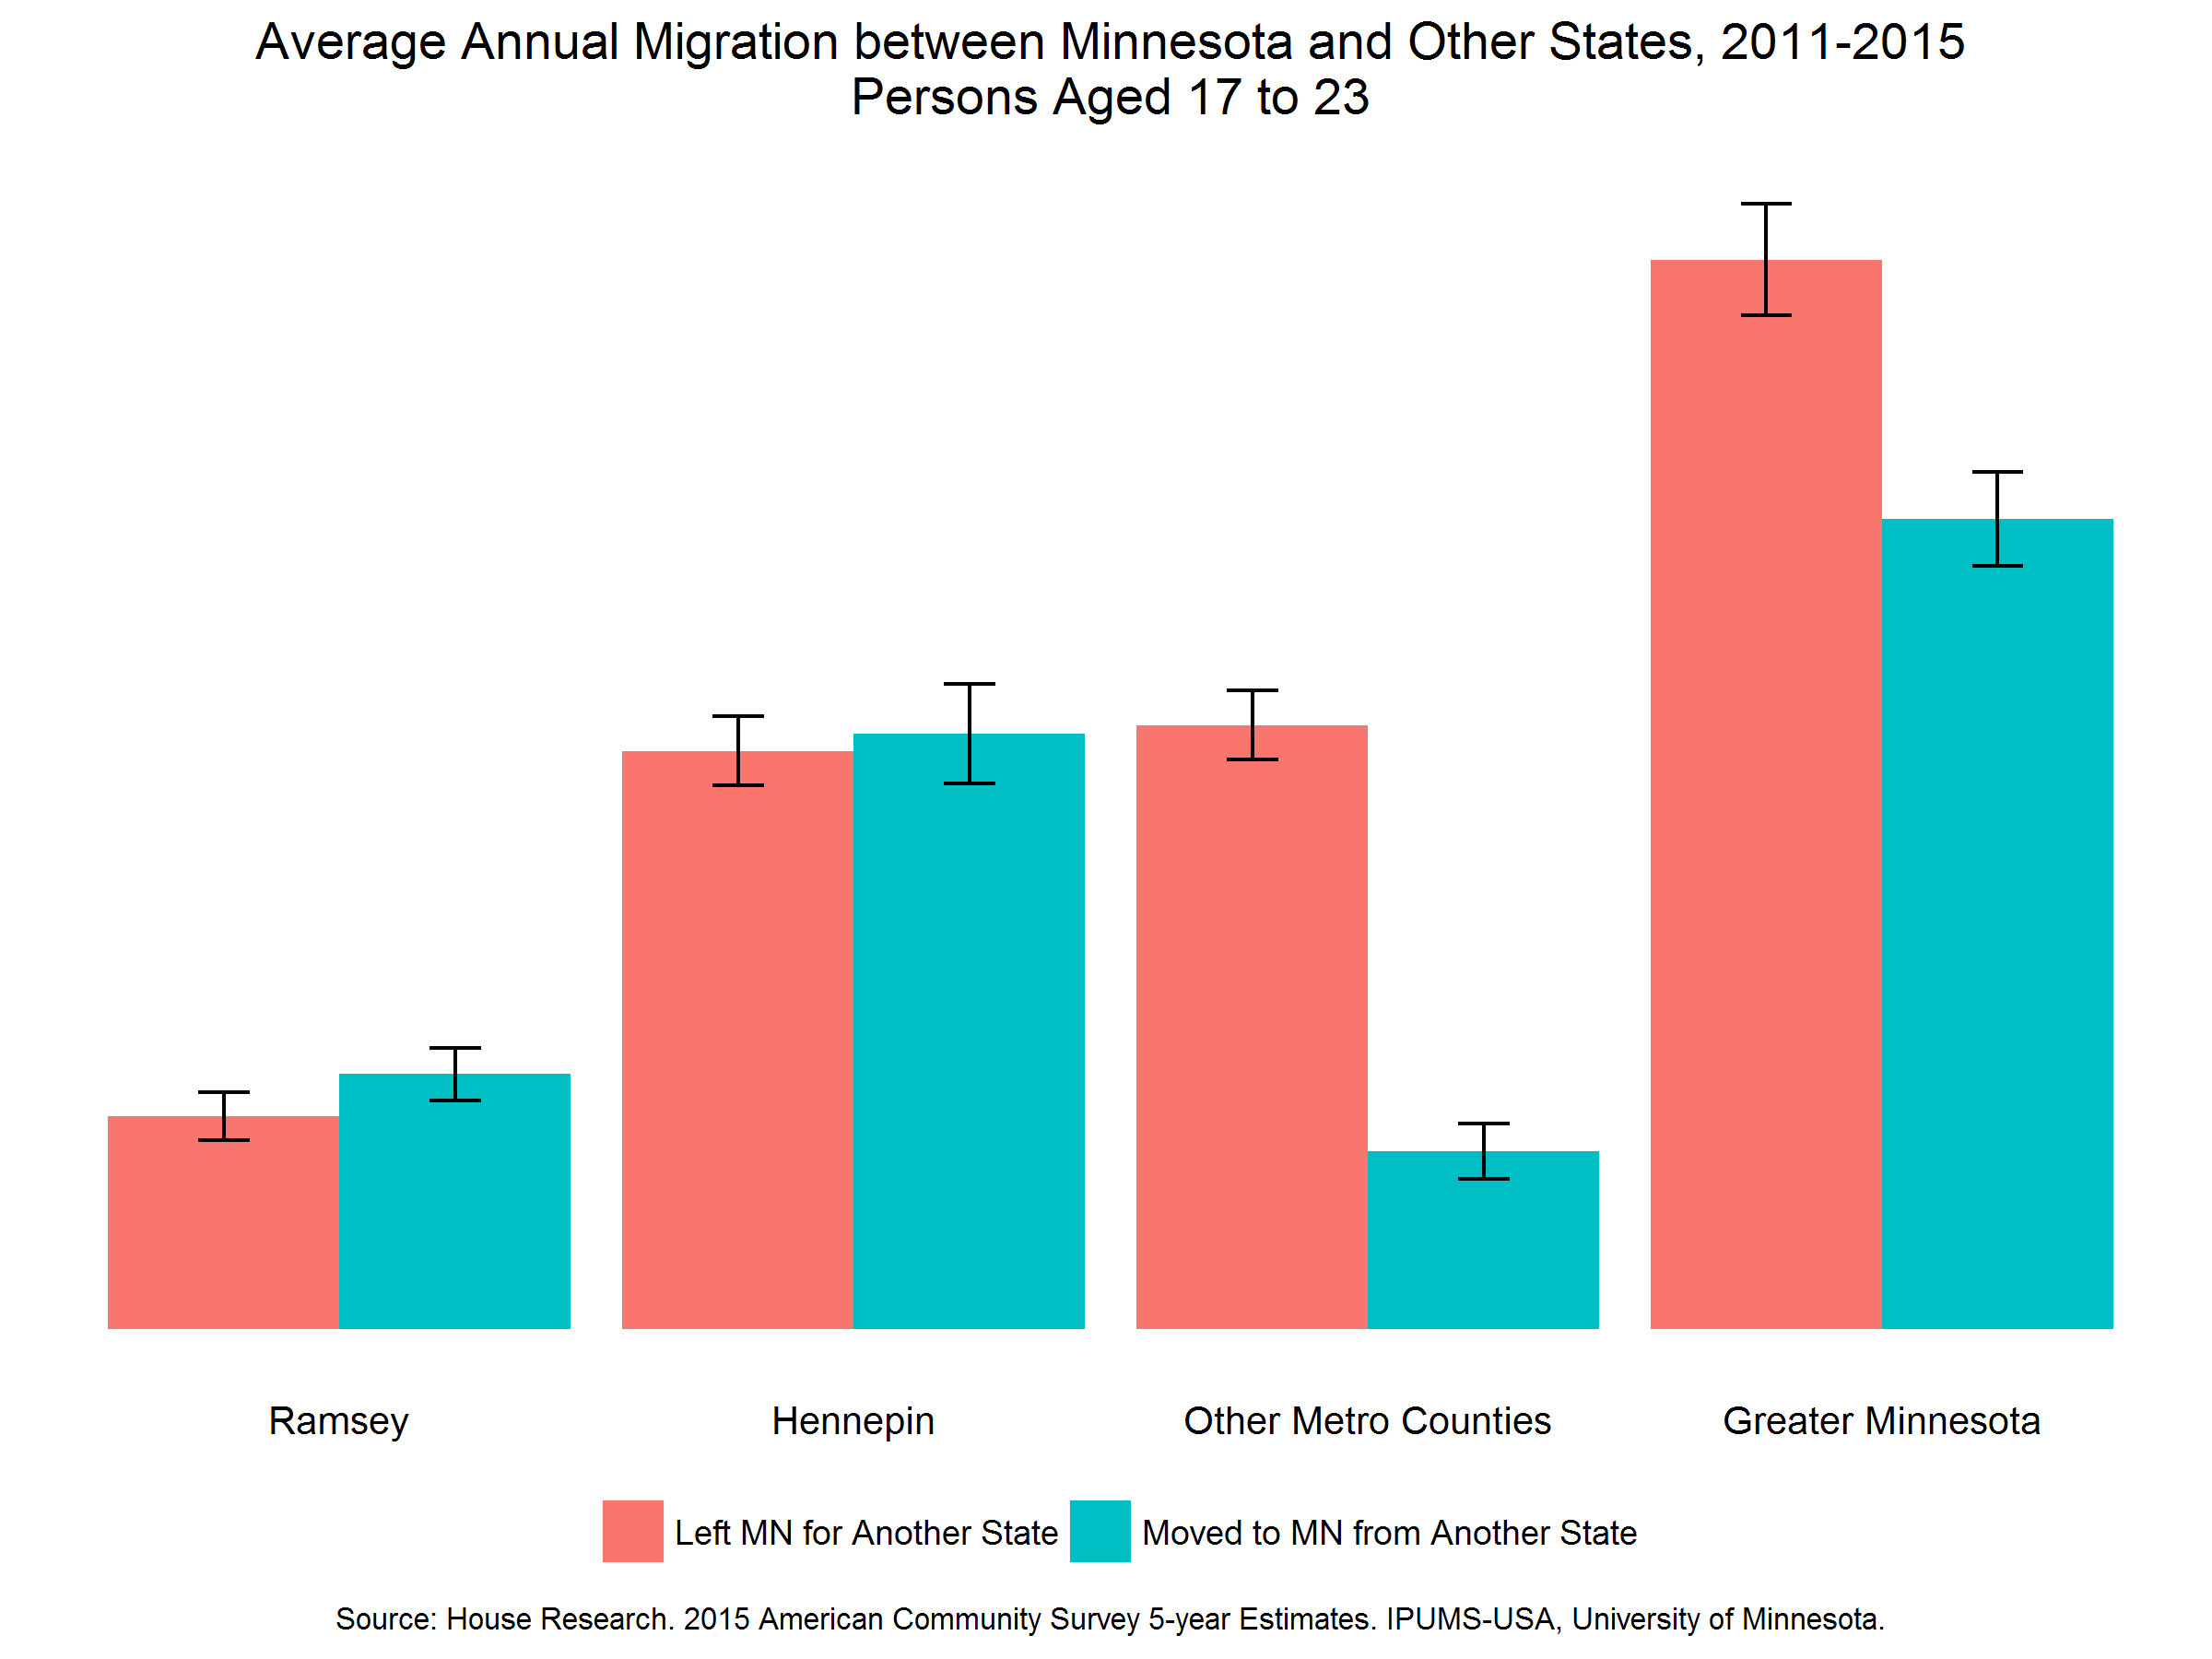 Average Annual Migration between Minnesota and Other States, 2011-2015
Persons Aged 17 to 23
Ramsey
Hennepin
Other Metro Counties
Greater Minnesota
Left MN for Another State
Moved to MN from Another State
Source: House Research. 2015 American Community Survey 5-year Estimates. IPUMS-USA, University of Minnesota.